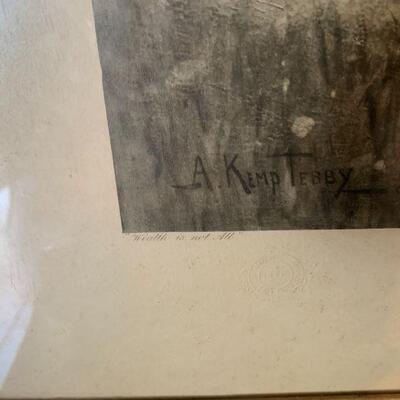 A. KEMP TEBBY
"Wealth is not All"